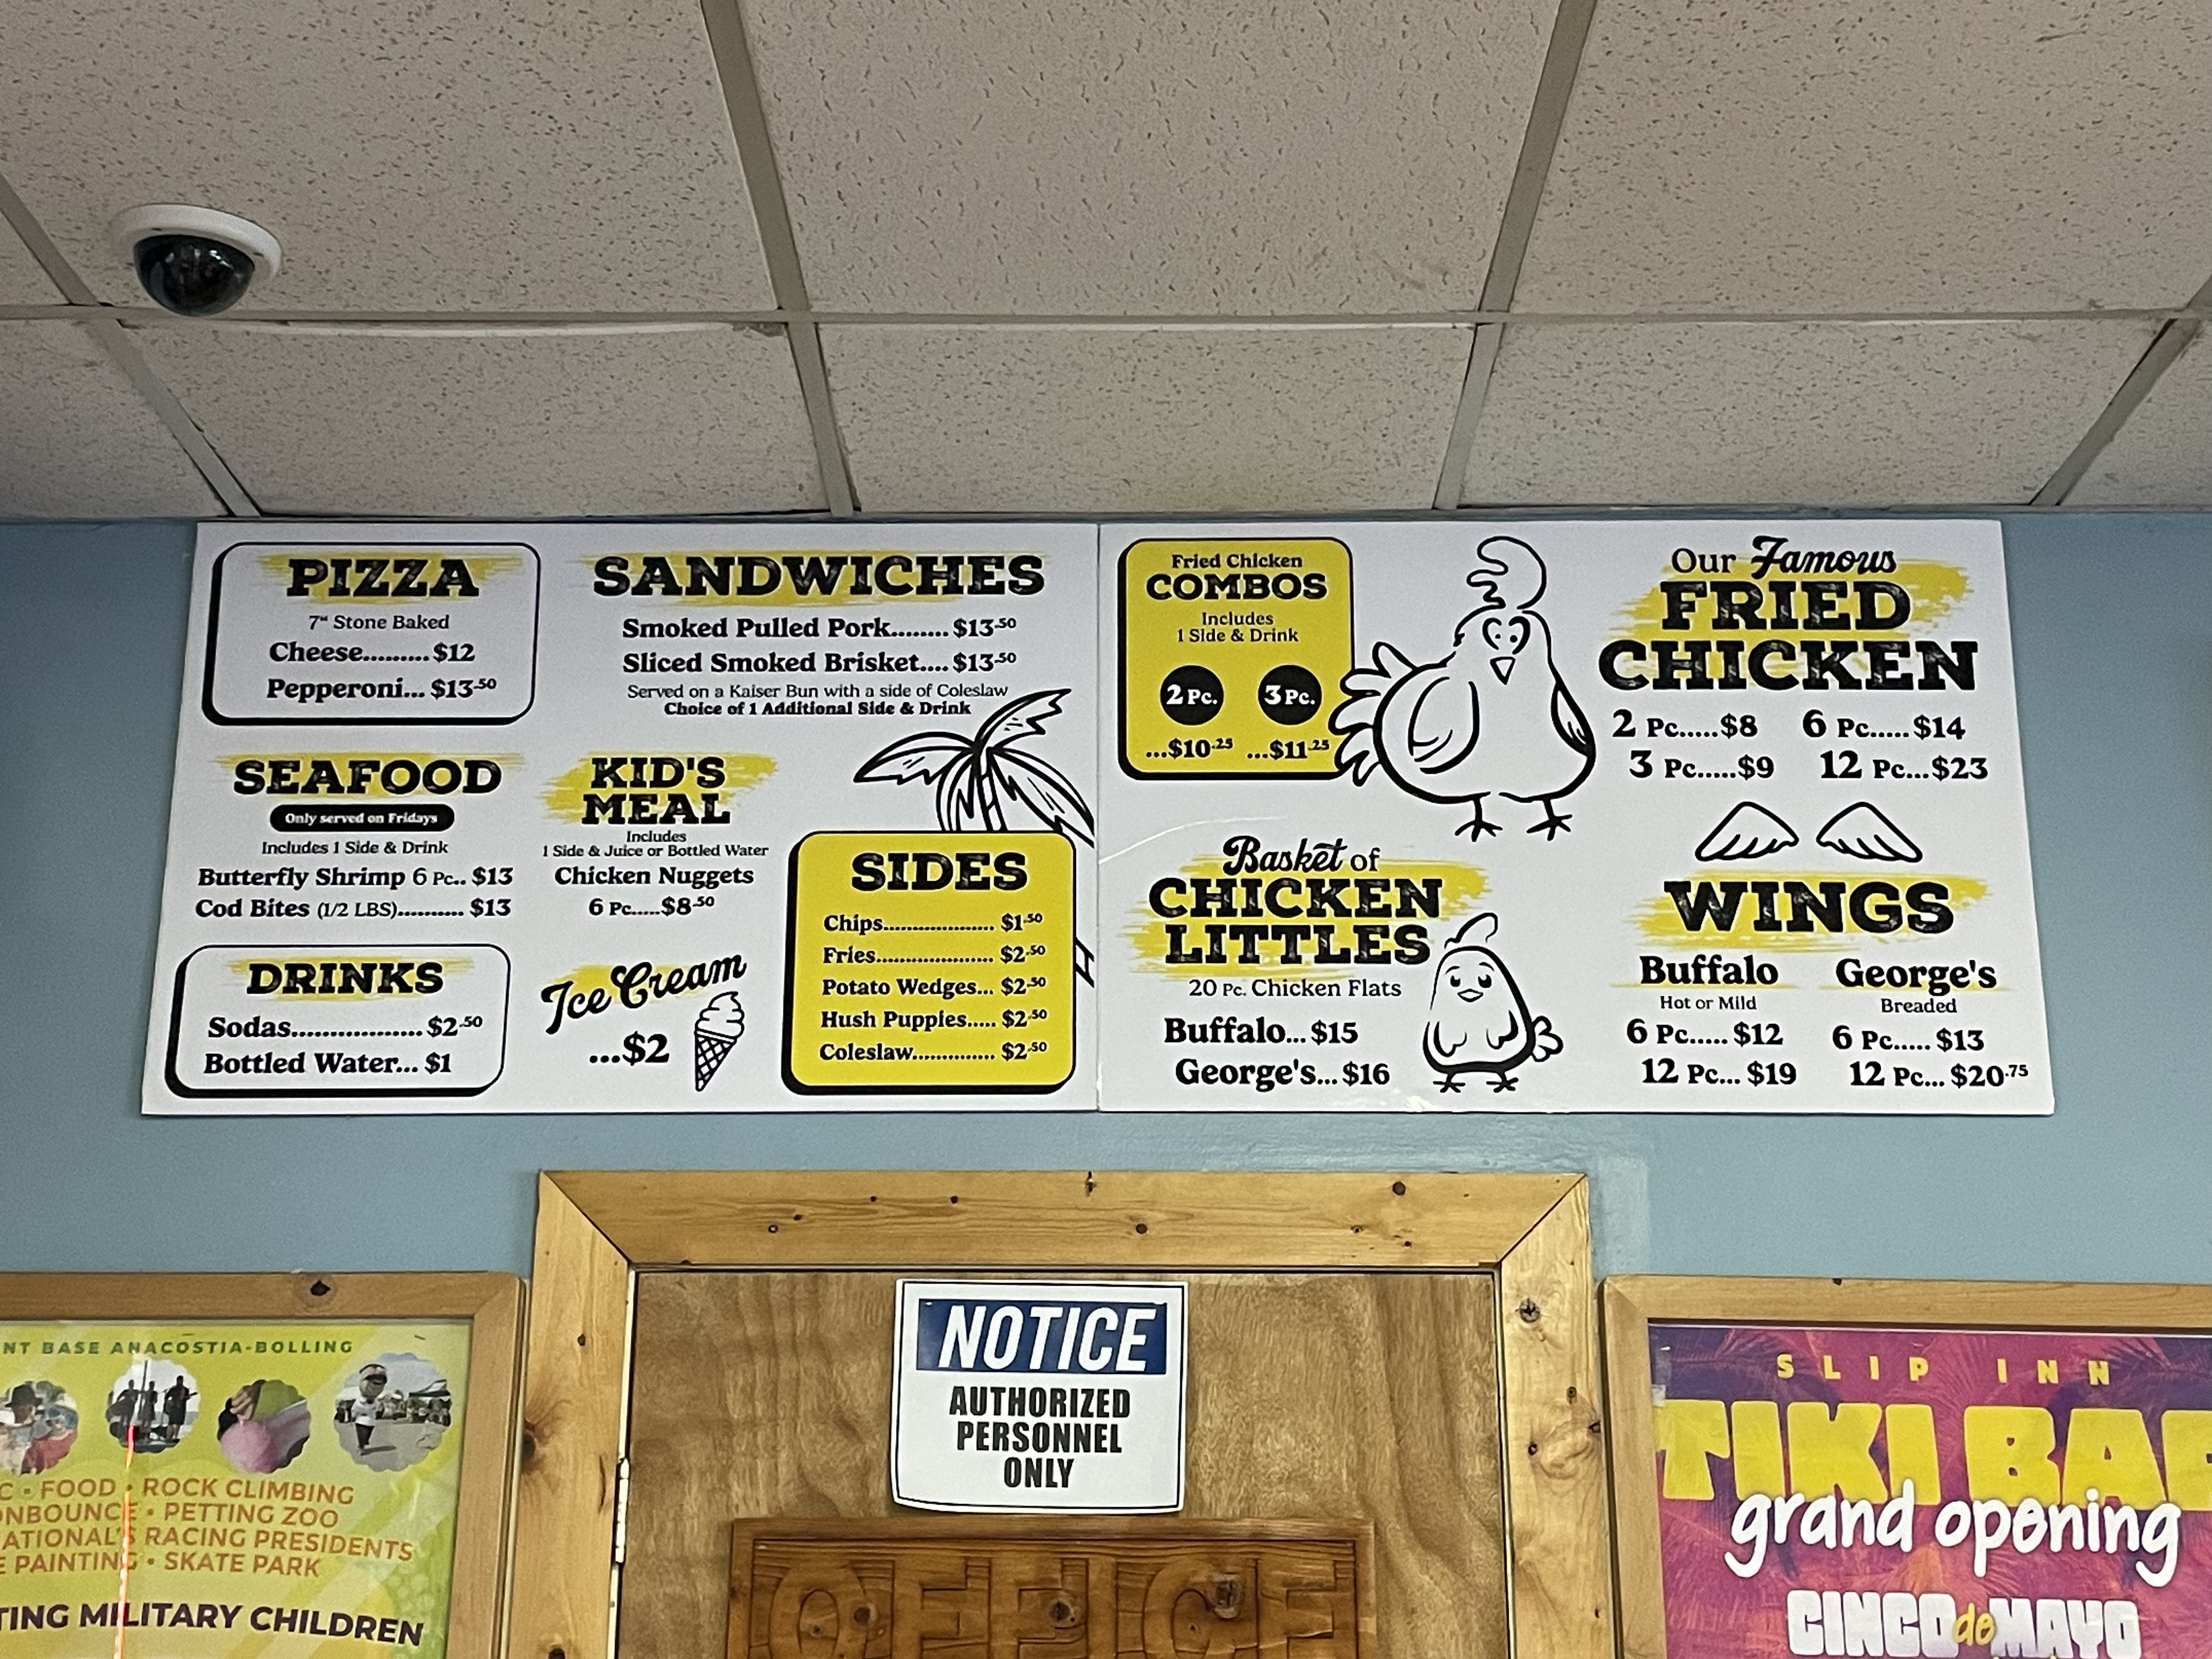 PIZZA
7" Stone Baked
Cheese.........$12
Pepperoni... $13.50
SANDWICHES
Smoked Pulled Pork........ $13.50
Sliced Smoked Brisket.... $13.50
Served on a Kaiser Bun with a side of Coleslaw
Choice of 1 Additional Side & Drink
SEAFOOD
Only served on Fridays
Includes 1 Side & Drink
Butterfly Shrimp 6 Pc.. $13
Cod Bites (1/2 LBS).......... $13
KID'S
MEAL
Includes
1 Side & Juice or Bottled Water
Chicken Nuggets
6 Pc.....$8.50
DRINKS
Sodas..................$2.50
Bottled Water... $1
Ice Cream
...$2
SIDES
Chips..................... $1.50
Fries...................... $2.50
Potato Wedges... $2.50
Hush Puppies..... $2.50
Coleslaw.............. $2.50
Fried Chicken
COMBOS
Includes
1 Side & Drink
2 Pc. 3 Pc.
...$10.25 ...$11.25
Our Famous
FRIED
CHICKEN
2 Pc.....$8 6 Pc.....$14
3 Pc.....$9 12 Pc...$23
Basket of
CHICKEN
LITTLES
20 Pc. Chicken Flats
Buffalo...$15
George's...$16
WINGS
Buffalo
Hot or Mild
6 Pc..... $12
12 Pc... $19
George's
Breaded
6 Pc..... $13
12 Pc... $20.75
NOTICE
AUTHORIZED
PERSONNEL
ONLY
OFFICE
NT BASE ANACOSTIA-BOLLING
C • FOOD • ROCK CLIMBING
ONBOUNCE • PETTING ZOO
ATIONAL'S RACING PRESIDENTS
E PAINTING • SKATE PARK
TING MILITARY CHILDREN
SLIP INN
TIKI BAR
grand opening
CINCO de MAYO